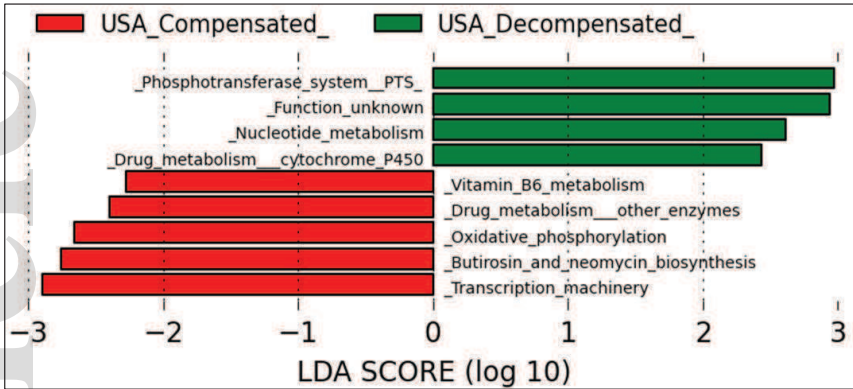 USA_Compensated_ USA_Decompensated_
_Phosphotransferase_system__PTS_
_Function_unknown
_Nucleotide_metabolism
_Drug_metabolism___cytochrome_P450
_Vitamin_B6_metabolism
_Drug_metabolism___other_enzymes
_Oxidative_phosphorylation
_Butirosin_and_neomycin_biosynthesis
_Transcription_machinery
−3 −2 −1 0 1 2 3
LDA SCORE (log 10)